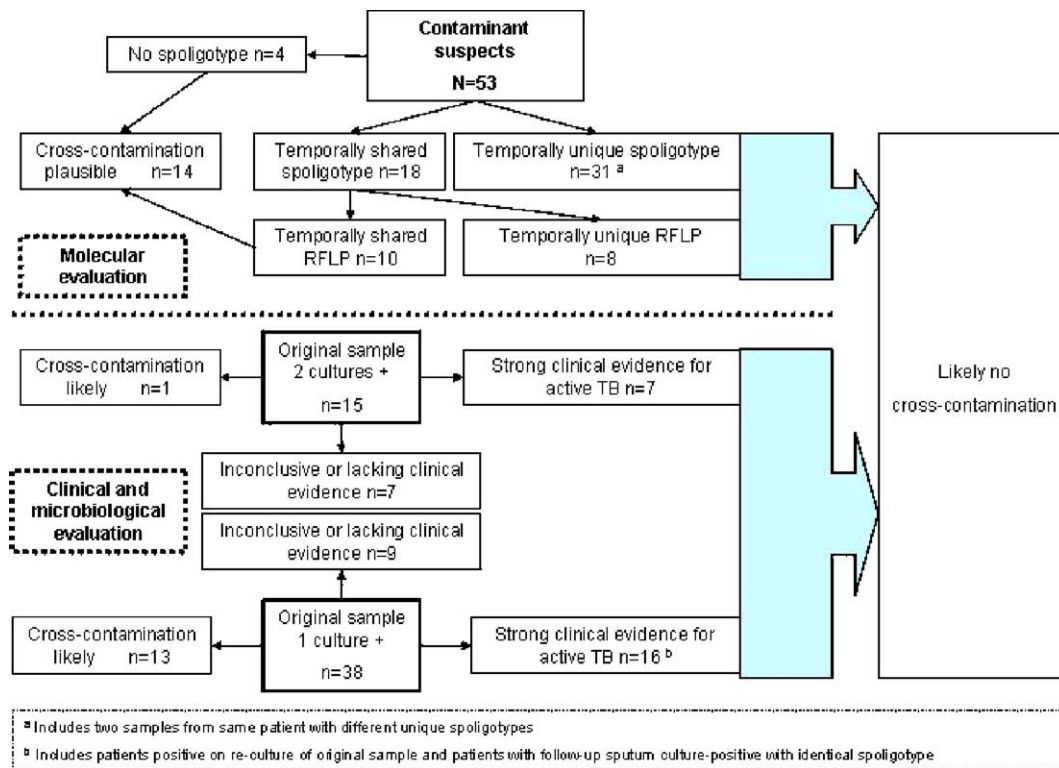 Contaminant
suspects
N=53
No spoligotype n=4
Cross-contamination
plausible n=14
Temporally shared
spoligotype n=18
Temporally unique spoligotype
n=31 a
Temporally shared
RFLP n=10
Temporally unique RFLP
n=8
Molecular
evaluation
Likely no
cross-contamination
Cross-contamination
likely n=1
Original sample
2 cultures +
n=15
Strong clinical evidence for
active TB n=7
Inconclusive or lacking clinical
evidence n=7
Clinical and
microbiological
evaluation
Inconclusive or lacking clinical
evidence n=9
Cross-contamination
likely n=13
Original sample
1 culture +
n=38
Strong clinical evidence for
active TB n=16 b
a Includes two samples from same patient with different unique spoligotypes
b Includes patients positive on re-culture of original sample and patients with follow-up sputum culture-positive with identical spoligotype